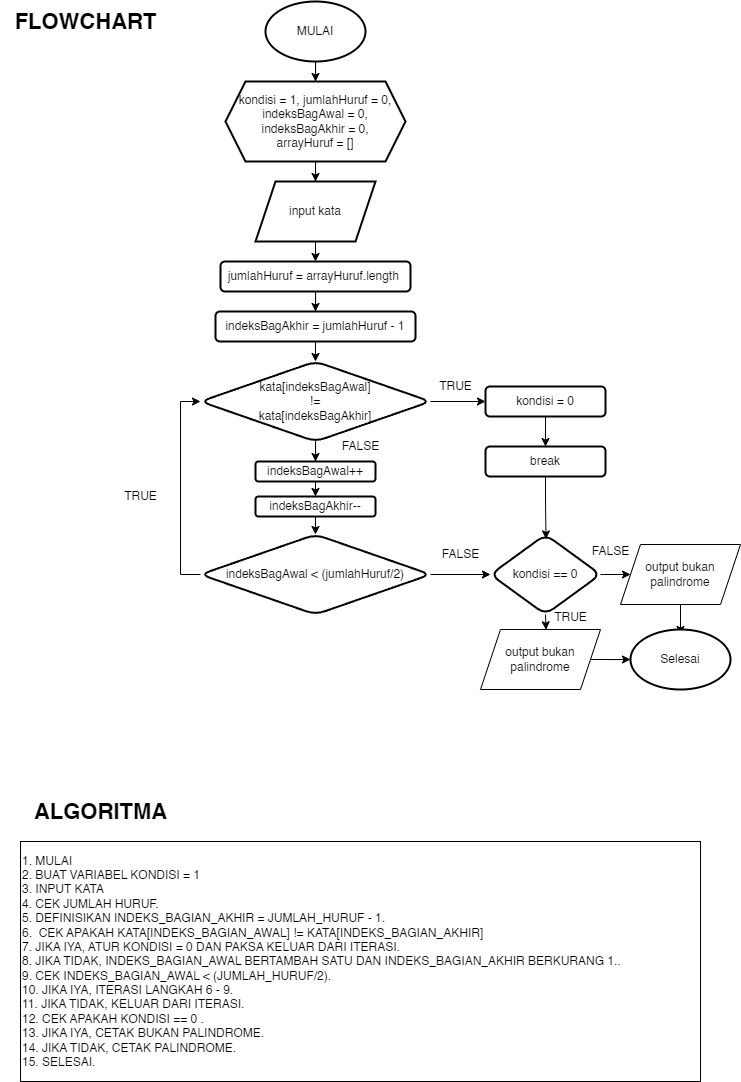 FLOWCHART
MULAI
kondisi = 1, jumlahHuruf = 0,
indeksBagAwal = 0,
indeksBagAkhir = 0,
arrayHuruf = []
input kata
jumlahHuruf = arrayHuruf.length
indeksBagAkhir = jumlahHuruf - 1
kata[indeksBagAwal]
!=
kata[indeksBagAkhir]
TRUE
kondisi = 0
FALSE
break
indeksBagAwal++
indeksBagAkhir--
TRUE
indeksBagAwal < (jumlahHuruf/2)
FALSE
kondisi == 0
FALSE
output bukan
palindrome
TRUE
output bukan
palindrome
Selesai
ALGORITMA
1. MULAI
2. BUAT VARIABEL KONDISI = 1
3. INPUT KATA
4. CEK JUMLAH HURUF.
5. DEFINISIKAN INDEKS_BAGIAN_AKHIR = JUMLAH_HURUF - 1.
6.  CEK APAKAH KATA[INDEKS_BAGIAN_AWAL] != KATA[INDEKS_BAGIAN_AKHIR]
7. JIKA IYA, ATUR KONDISI = 0 DAN PAKSA KELUAR DARI ITERASI.
8. JIKA TIDAK, INDEKS_BAGIAN_AWAL BERTAMBAH SATU DAN INDEKS_BAGIAN_AKHIR BERKURANG 1..
9. CEK INDEKS_BAGIAN_AWAL < (JUMLAH_HURUF/2).
10. JIKA IYA, ITERASI LANGKAH 6 - 9.
11. JIKA TIDAK, KELUAR DARI ITERASI.
12. CEK APAKAH KONDISI == 0 .
13. JIKA IYA, CETAK BUKAN PALINDROME.
14. JIKA TIDAK, CETAK PALINDROME.
15. SELESAI.